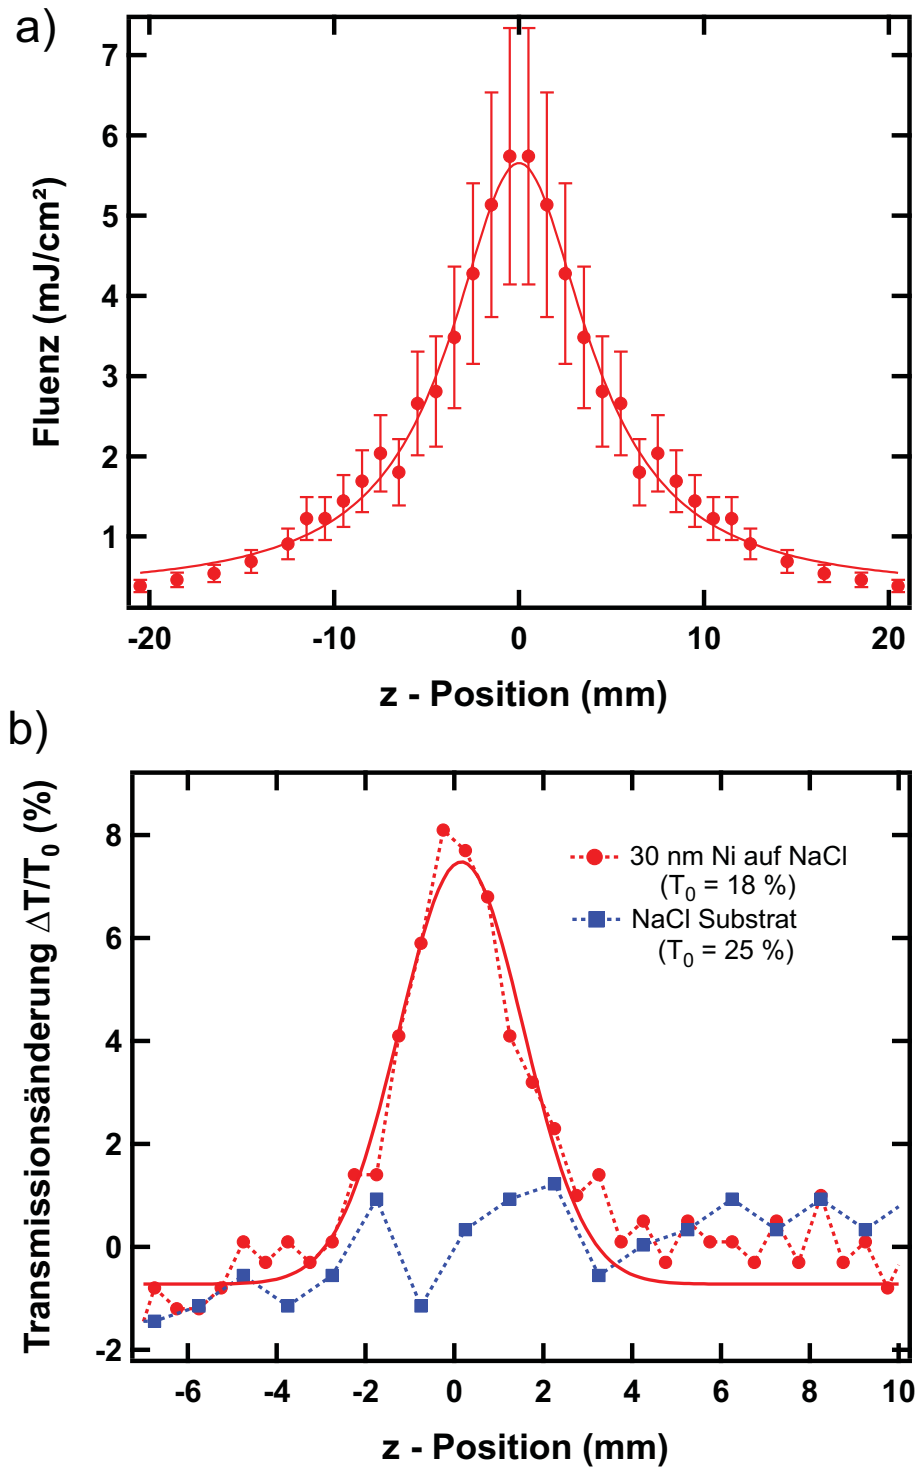 a)
7
6
5
4
3
2
1
Fluenz (mJ/cm²)
-20 -10 0 10 20
z - Position (mm)
b)
8
6
4
2
0
-2
Transmissionsänderung ΔT/T₀ (%)
30 nm Ni auf NaCl
(T₀ = 18 %)
NaCl Substrat
(T₀ = 25 %)
-6 -4 -2 0 2 4 6 8 10
z - Position (mm)